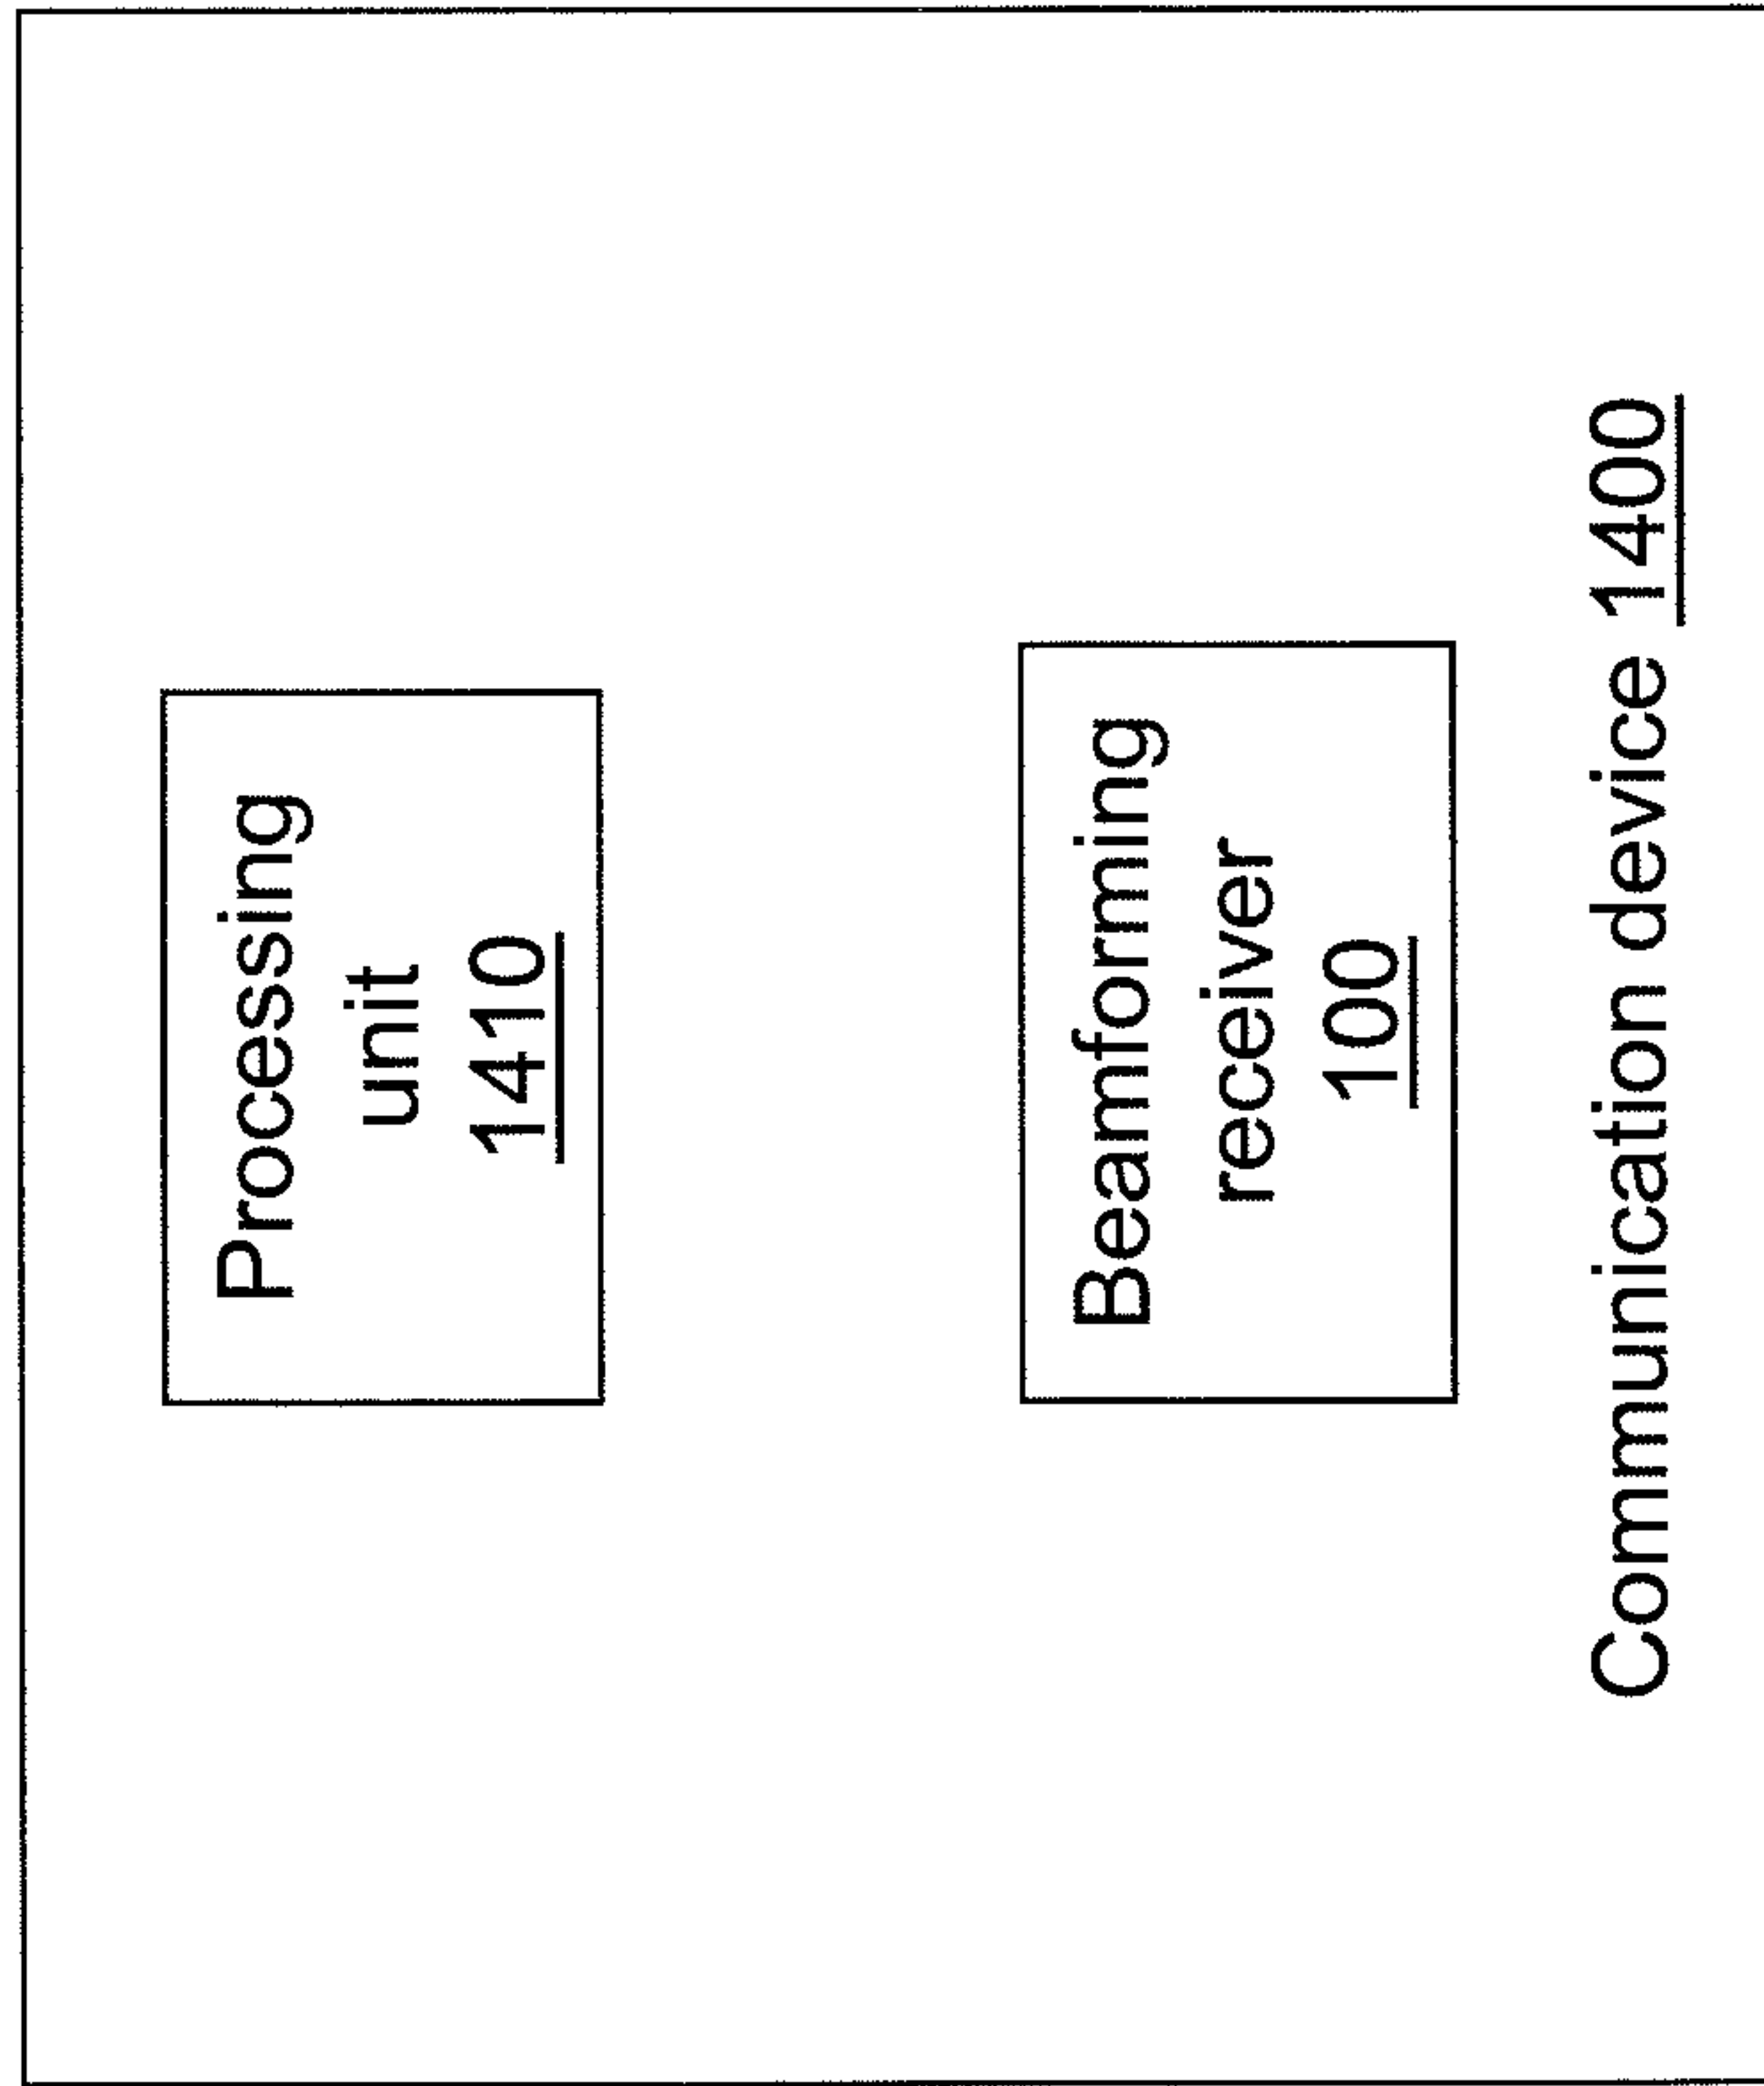 Processing
unit
1410
Beamforming
receiver
100
Communication device 1400